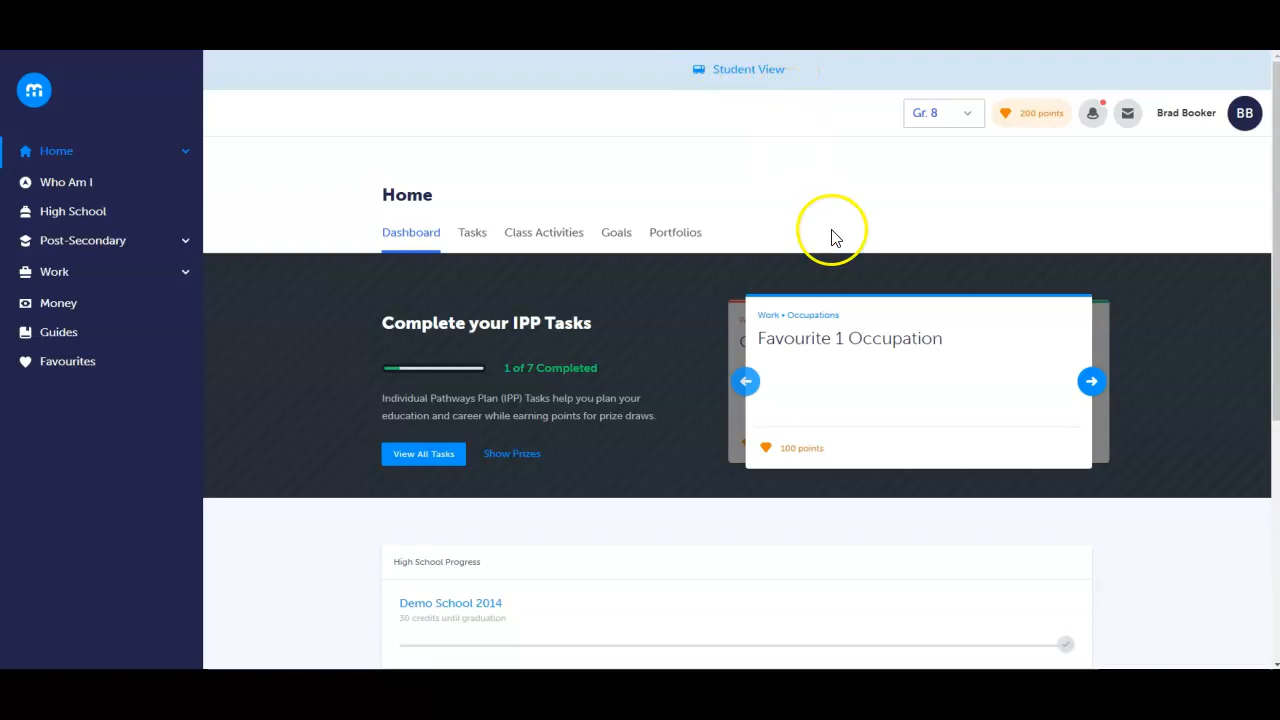 Student View
Gr. 8
200 points
Brad Booker
BB
m
Home
Who Am I
High School
Post-Secondary
Work
Money
Guides
Favourites
Home
Dashboard
Tasks
Class Activities
Goals
Portfolios
Complete your IPP Tasks
1 of 7 Completed
Individual Pathways Plan (IPP) Tasks help you plan your
education and career while earning points for prize draws.
View All Tasks
Show Prizes
Work • Occupations
Favourite 1 Occupation
100 points
High School Progress
Demo School 2014
30 credits until graduation